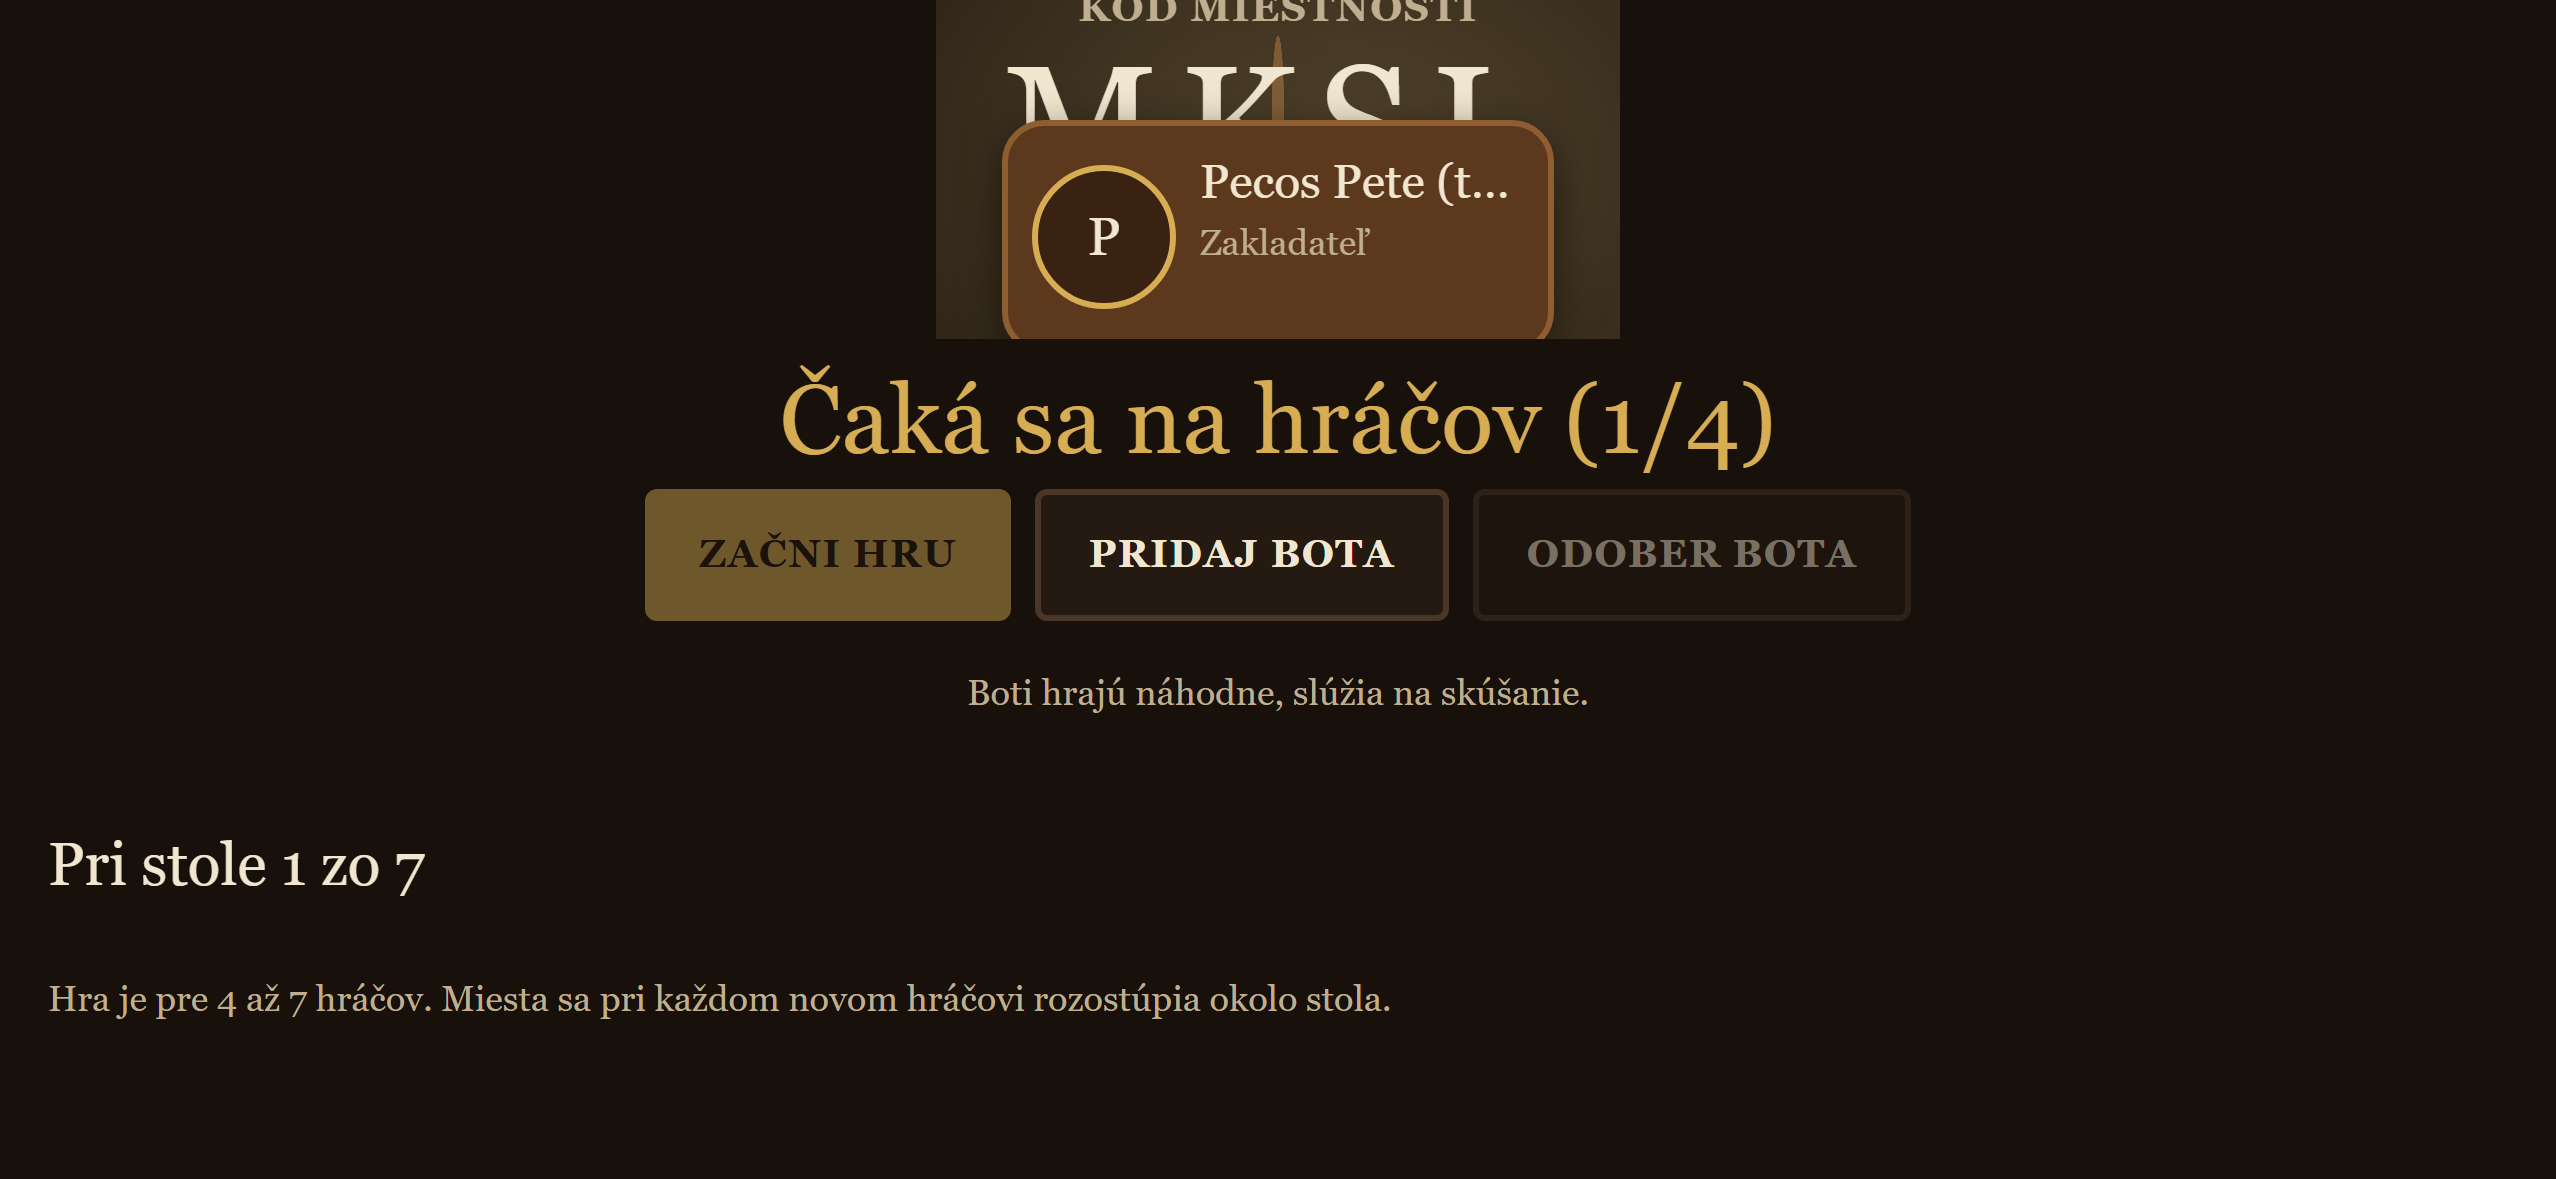 KÓD MIESTNOSTI
Pecos Pete (t...
P
Zakladateľ
Čaká sa na hráčov (1/4)
ZAČNI HRU
PRIDAJ BOTA
ODOBER BOTA
Boti hrajú náhodne, slúžia na skúšanie.
Pri stole 1 zo 7
Hra je pre 4 až 7 hráčov. Miesta sa pri každom novom hráčovi rozostúpia okolo stola.